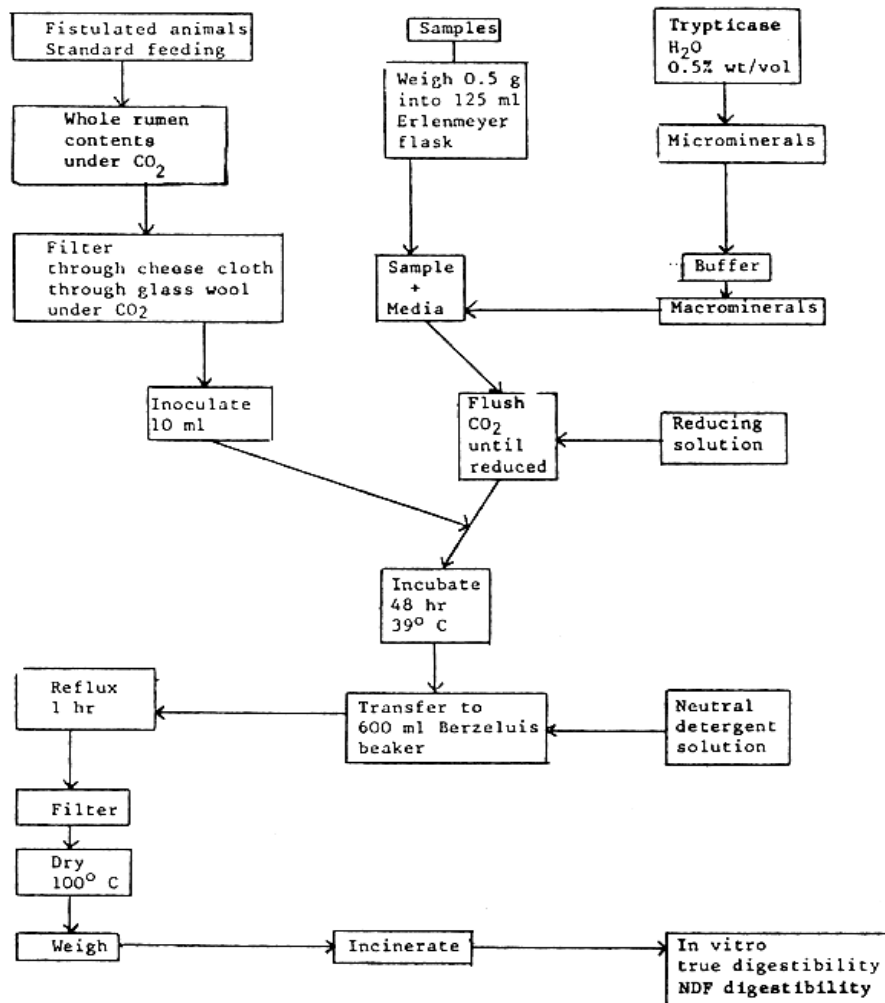 Fistulated animals
Standard feeding
Whole rumen
contents
under CO2
Filter
through cheese cloth
through glass wool
under CO2
Inoculate
10 ml
Samples
Weigh 0.5 g
into 125 ml
Erlenmeyer
flask
Sample
+
Media
Trypticase
H2O
0.5% wt/vol
Microminerals
Buffer
Macrominerals
Flush
CO2
until
reduced
Reducing
solution
Incubate
48 hr
39° C
Transfer to
600 ml Berzeluis
beaker
Neutral
detergent
solution
Reflux
1 hr
Filter
Dry
100° C
Weigh
Incinerate
In vitro
true digestibility
NDF digestibility